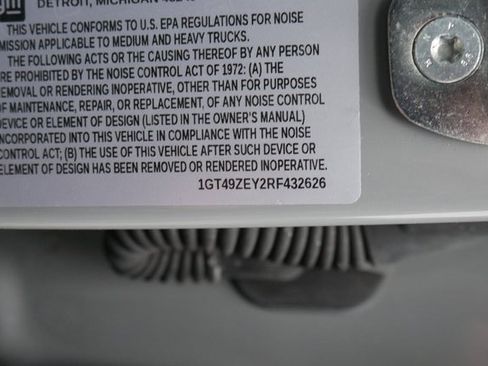 gm DETROIT, MICHIGAN
THIS VEHICLE CONFORMS TO U.S. EPA REGULATIONS FOR NOISE
MISSION APPLICABLE TO MEDIUM AND HEAVY TRUCKS.
THE FOLLOWING ACTS OR THE CAUSING THEREOF BY ANY PERSON
RE PROHIBITED BY THE NOISE CONTROL ACT OF 1972: (A) THE
EMOVAL OR RENDERING INOPERATIVE, OTHER THAN FOR PURPOSES
OF MAINTENANCE, REPAIR, OR REPLACEMENT, OF ANY NOISE CONTROL
DEVICE OR ELEMENT OF DESIGN (LISTED IN THE OWNER'S MANUAL)
NCORPORATED INTO THIS VEHICLE IN COMPLIANCE WITH THE NOISE
CONTROL ACT; (B) THE USE OF THIS VEHICLE AFTER SUCH DEVICE OR
ELEMENT OF DESIGN HAS BEEN REMOVED OR RENDERED INOPERATIVE.
1GT49ZEY2RF432626